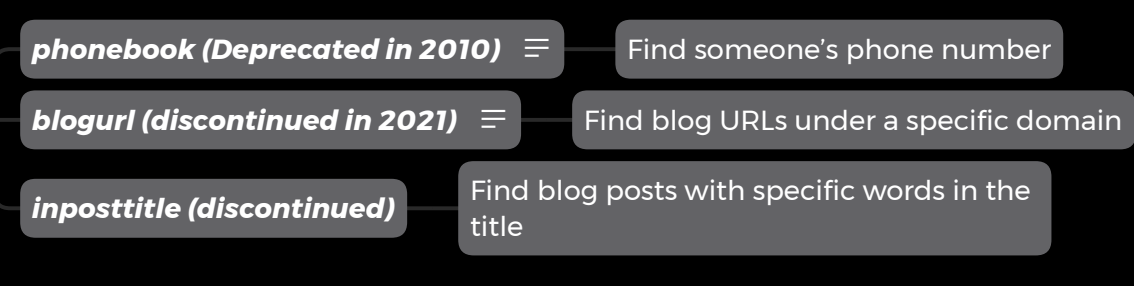 phonebook (Deprecated in 2010)
Find someone’s phone number
blogurl (discontinued in 2021)
Find blog URLs under a specific domain
inposttitle (discontinued)
Find blog posts with specific words in the
title